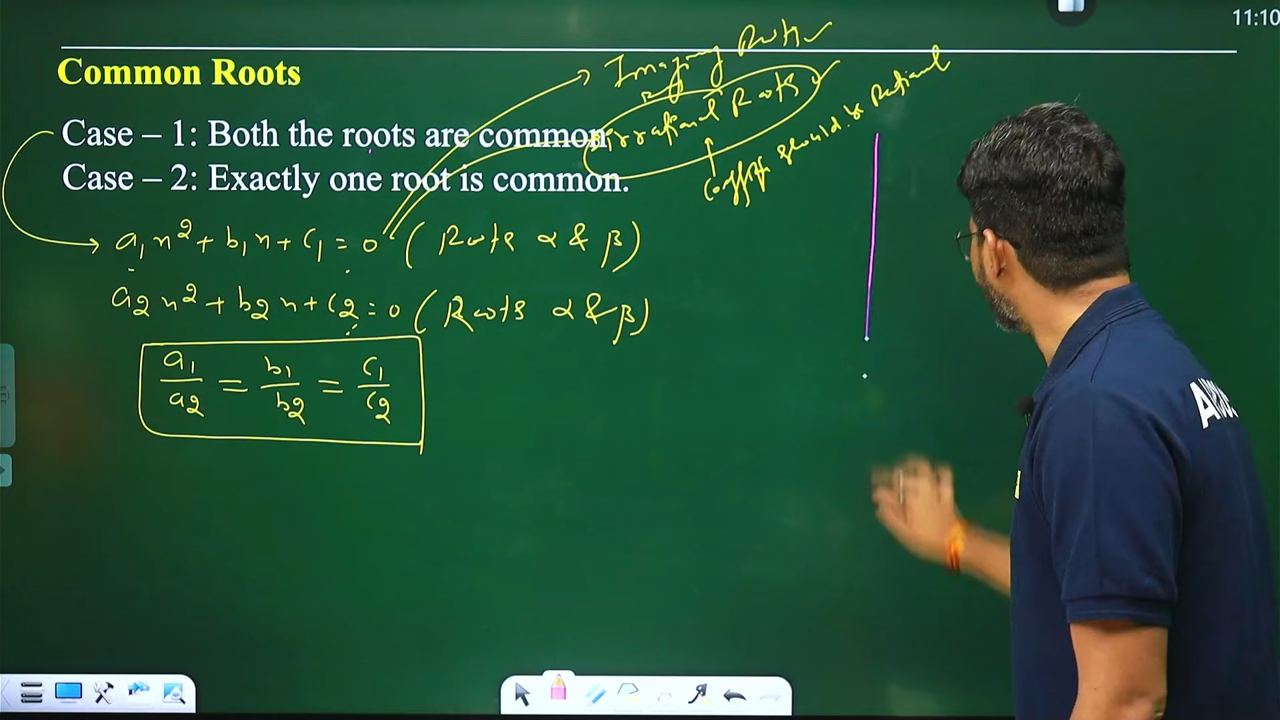 11:10
Common Roots
Imaginary Roots
Case – 1: Both the roots are common.
irrational Roots
Case – 2: Exactly one root is common.
should be Rational
a₁x² + b₁x + c₁ = 0 ( Roots α & β )
a₂x² + b₂x + c₂ = 0 ( Roots α & β )
a₁/a₂ = b₁/b₂ = c₁/c₂